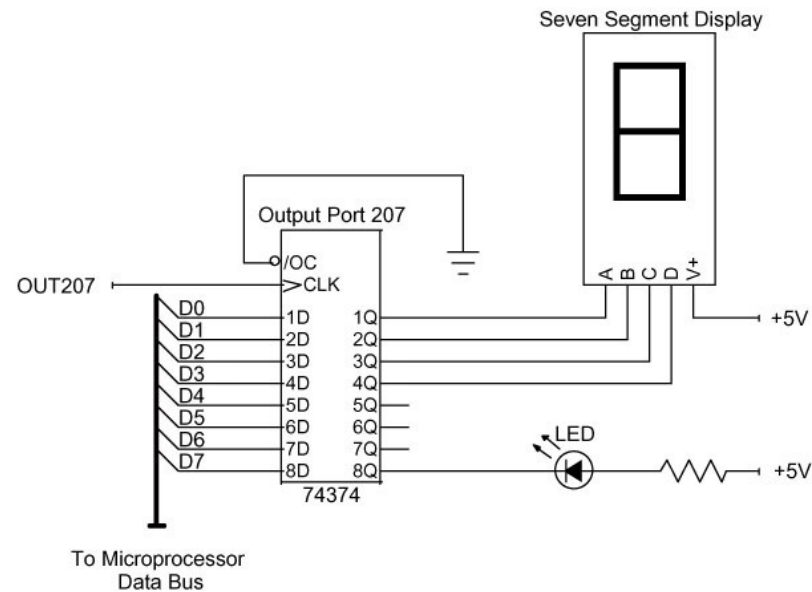 Seven Segment Display
A B C D V+
Output Port 207
/OC
OUT207
CLK
+5V
D0 1D 1Q
D1 2D 2Q
D2 3D 3Q
D3 4D 4Q
D4 5D 5Q
D5 6D 6Q
D6 7D 7Q
LED
D7 8D 8Q
+5V
74374
To Microprocessor
Data Bus